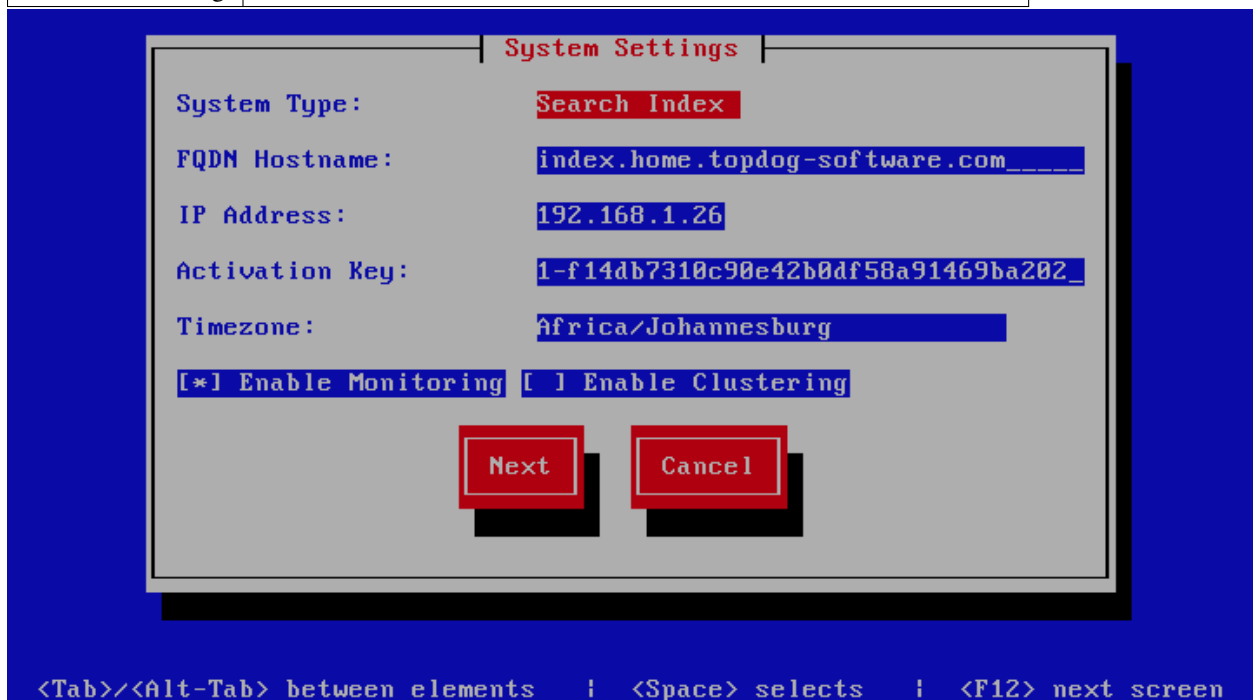 System Settings
System Type: Search Index
FQDN Hostname: index.home.topdog-software.com_____
IP Address: 192.168.1.26
Activation Key: 1-f14db7310c90e42b0df58a91469ba202_
Timezone: Africa/Johannesburg
[*] Enable Monitoring [ ] Enable Clustering
Next Cancel
<Tab>/<Alt-Tab> between elements | <Space> selects | <F12> next screen